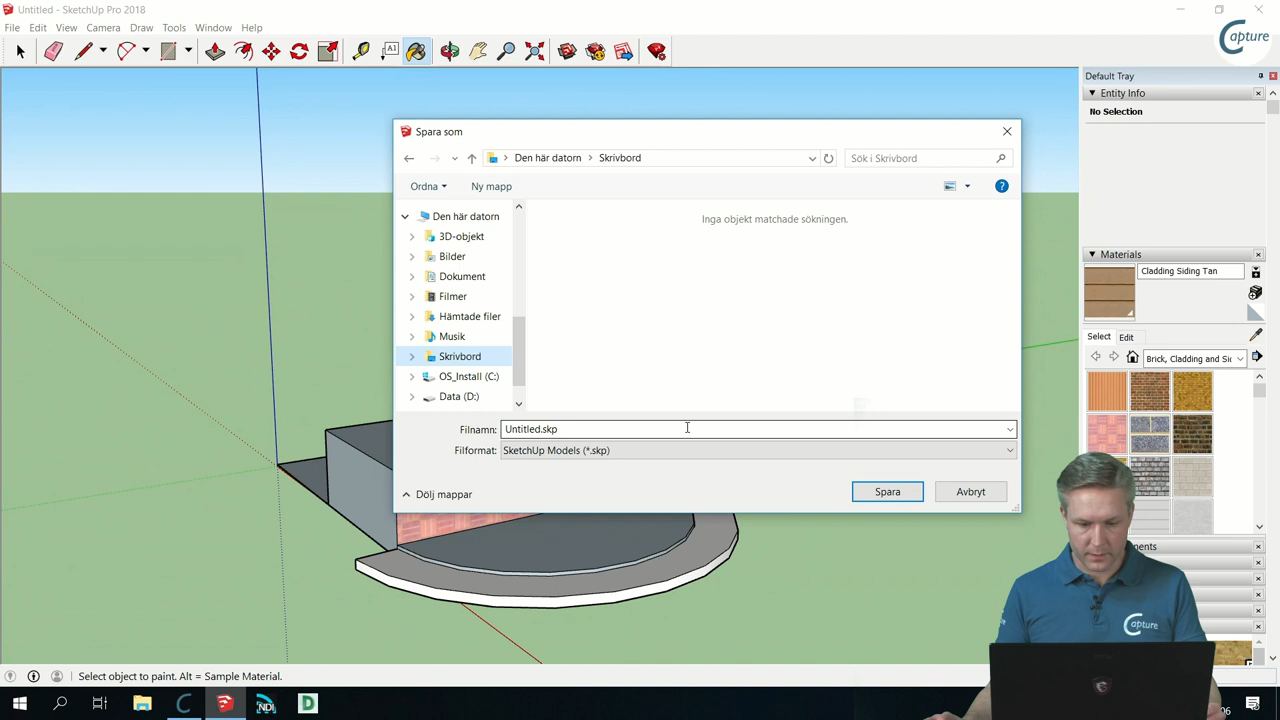 Untitled - SketchUp Pro 2018
File Edit View Camera Draw Tools Window Help
Capture
Default Tray
Entity Info
No Selection
Spara som
Den här datorn > Skrivbord
Sök i Skrivbord
Ordna
Ny mapp
Den här datorn
3D-objekt
Bilder
Dokument
Filmer
Hämtade filer
Musik
Skrivbord
OS_Install (C:)
Data (D:)
Inga objekt matchade sökningen.
Filnamn: Untitled.skp
Filformat: SketchUp Models (*.skp)
Dölj mappar
Spara
Avbryt
Materials
Cladding Siding Tan
Select
Edit
Brick, Cladding and Si
Capture
Select object to paint. Alt = Sample Material.
NDI
D